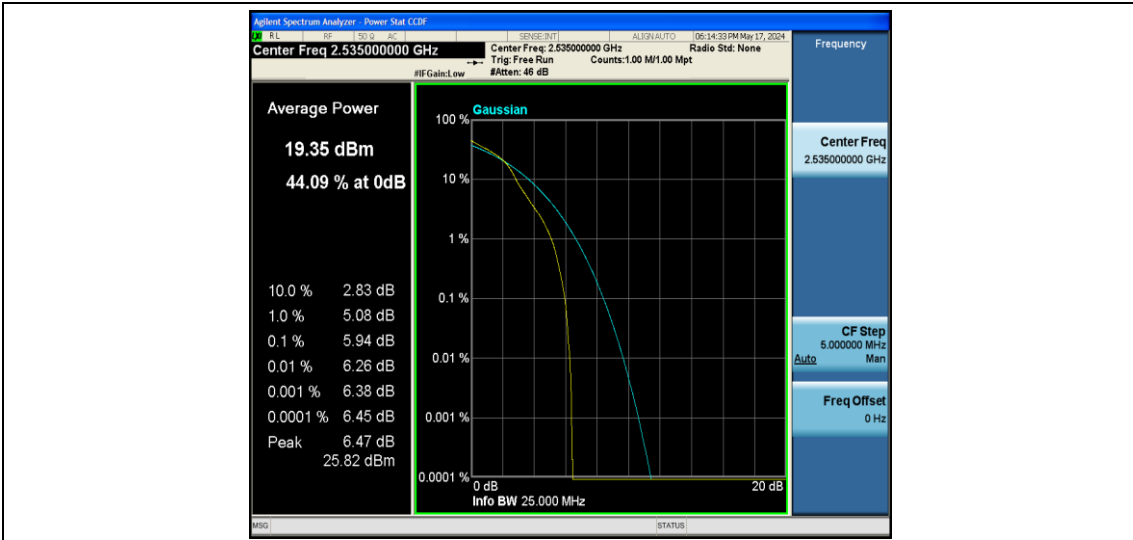 Agilent Spectrum Analyzer - Power Stat CCDF
LXI RL RF 50 Ω AC SENSE:INT ALIGN AUTO 06:14:33 PM May 17, 2024
Center Freq 2.535000000 GHz
Center Freq: 2.535000000 GHz Radio Std: None
Trig: Free Run Counts:1.00 M/1.00 Mpt
#IFGain:Low #Atten: 46 dB
Frequency
Average Power
19.35 dBm
44.09 % at 0dB
10.0 % 2.83 dB
1.0 % 5.08 dB
0.1 % 5.94 dB
0.01 % 6.26 dB
0.001 % 6.38 dB
0.0001 % 6.45 dB
Peak 6.47 dB
25.82 dBm
Gaussian
100 %
10 %
1 %
0.1 %
0.01 %
0.001 %
0.0001 %
0 dB 20 dB
Info BW 25.000 MHz
Center Freq
2.535000000 GHz
CF Step
5.000000 MHz
Auto Man
Freq Offset
0 Hz
MSG STATUS